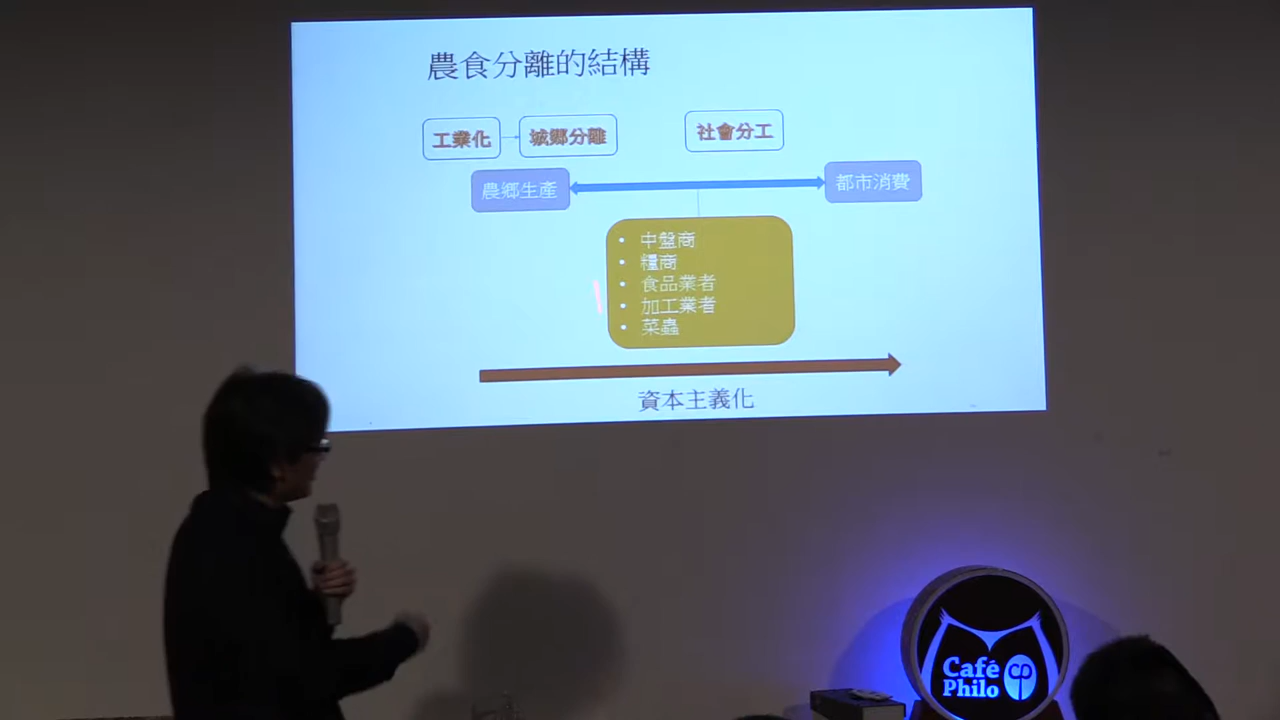 農食分離的結構
工業化
城鄉分離
社會分工
農鄉生產
都市消費
• 中盤商
• 糧商
• 食品業者
• 加工業者
• 菜蟲
資本主義化
Café
Philo